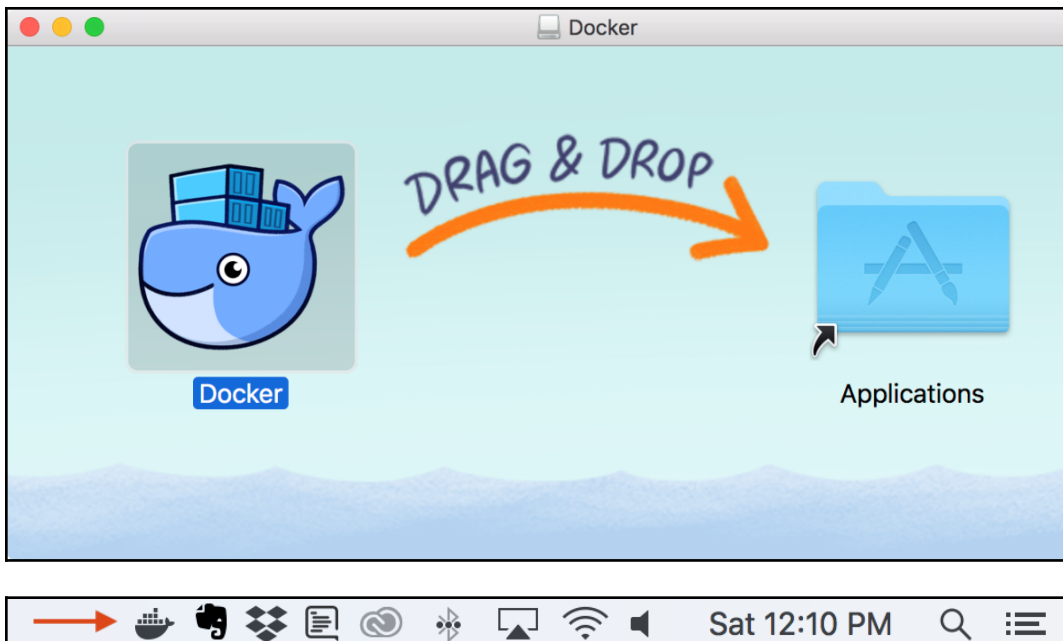 Docker
DRAG & DROP
Docker
Applications
Sat 12:10 PM